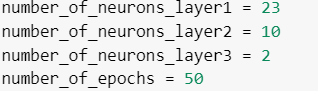 number_of_neurons_layer1 = 23
number_of_neurons_layer2 = 10
number_of_neurons_layer3 = 2
number_of_epochs = 50